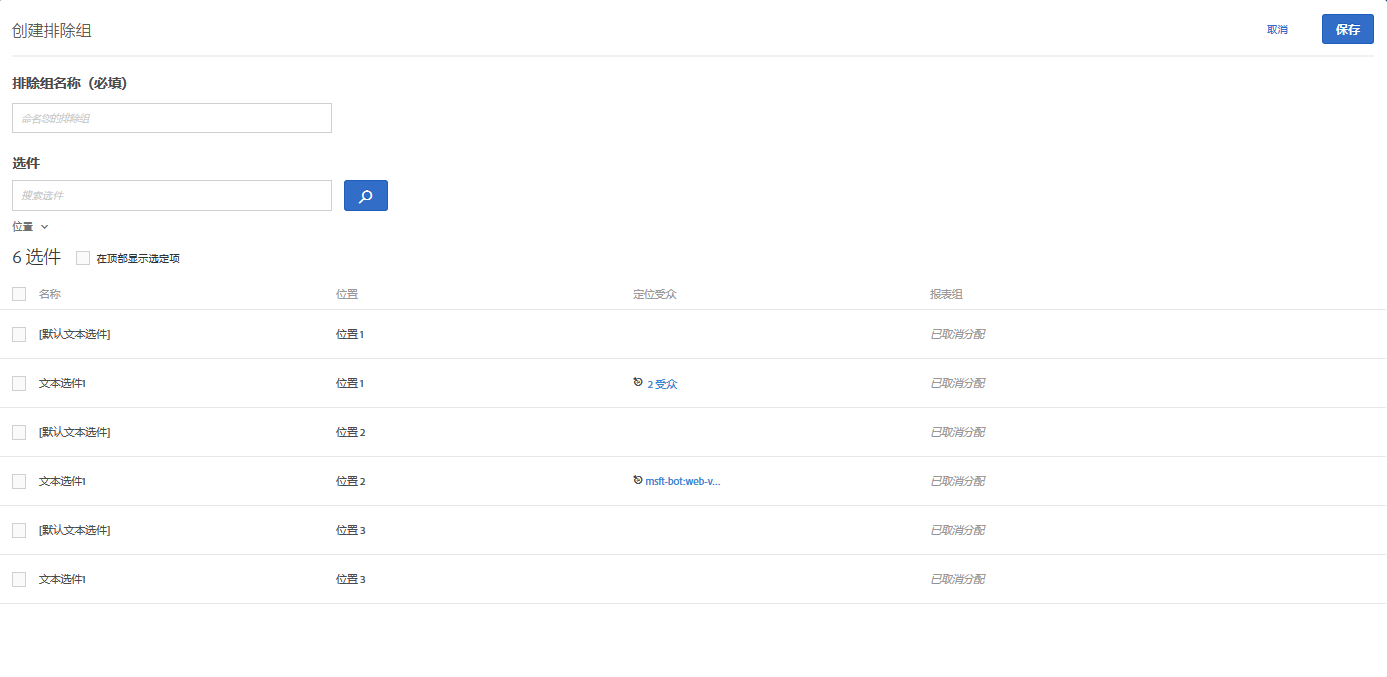 创建排除组 取消 保存
排除组名称（必填）
命名您的排除组
选件
搜索选件
位置
6 选件 在顶部显示选定项
名称 位置 定位受众 报表组
[默认文本选件] 位置1 已取消分配
文本选件1 位置1 2 受众 已取消分配
[默认文本选件] 位置2 已取消分配
文本选件1 位置2 msft-bot:web-v... 已取消分配
[默认文本选件] 位置3 已取消分配
文本选件1 位置3 已取消分配